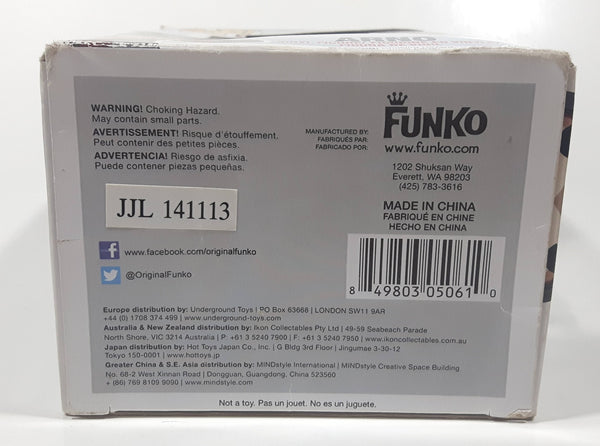 ARNO
WARNING! Choking Hazard.
May contain small parts.
AVERTISSEMENT! Risque d'étouffement.
Peut contenir des petites pièces.
ADVERTENCIA! Riesgo de asfixia.
Puede contener piezas pequeñas.
MANUFACTURED BY:
FABRIQUÉS PAR:
FABRICADO POR:
FUNKO
www.funko.com
1202 Shuksan Way
Everett, WA 98203
(425) 783-3616
MADE IN CHINA
FABRIQUÉ EN CHINE
HECHO EN CHINA
JJL 141113
www.facebook.com/originalfunko
@OriginalFunko
8 49803 05061 0
Europe distribution by: Underground Toys | PO Box 63668 | LONDON SW11 9AR
+44 (0) 1708 374 499 | www.underground-toys.com
Australia & New Zealand distribution by: Ikon Collectables Pty Ltd | 49-59 Seabeach Parade
North Shore, VIC 3214 Australia | P: +61 3 5240 7900 | F: +61 3 5240 7950 | www.ikoncollectables.com.au
Japan distribution by: Hot Toys Japan Co., Inc. | G Bldg 3rd Floor | Jingumae 3-30-12
Tokyo 150-0001 | www.hottoys.jp
Greater China & S.E. Asia distribution by: MINDstyle International | MINDstyle Creative Space Building
No. 68-2 West Xinnan Road | Dongguan, Guangdong, China 523560
+ (86) 769 8109 9090 | www.mindstyle.com
Not a toy. Pas un jouet. No es un juguete.